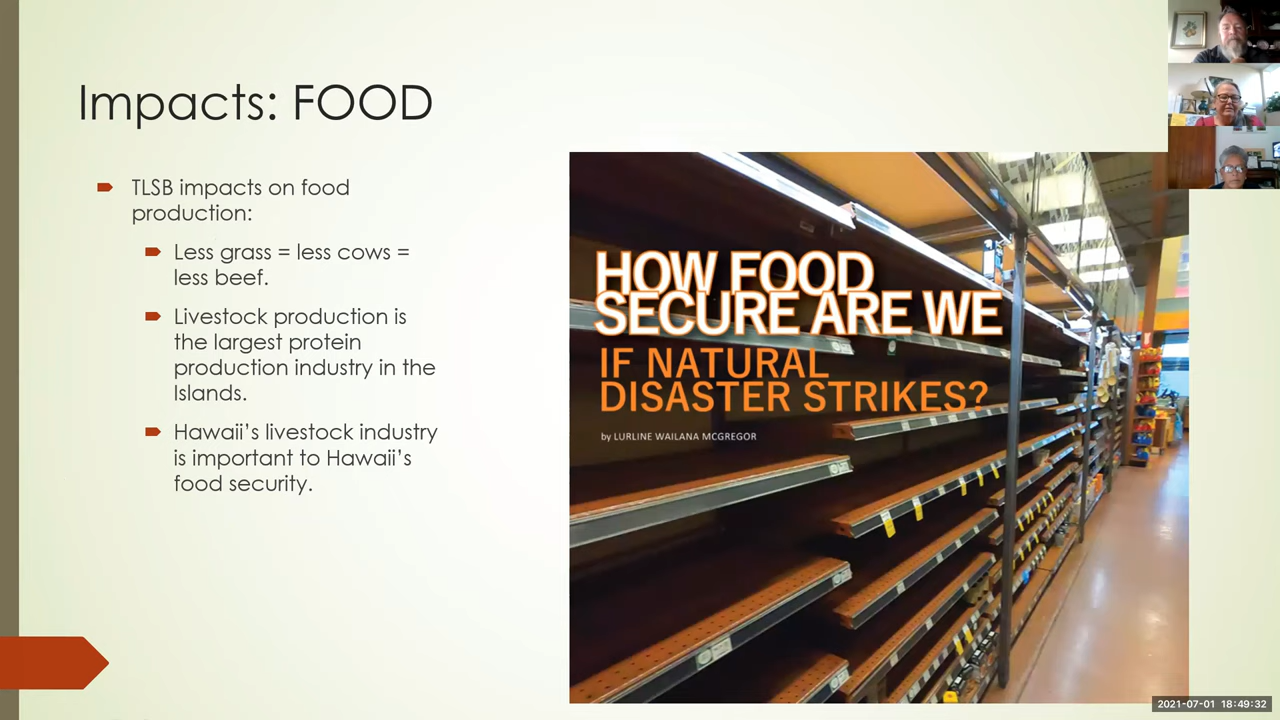 Impacts: FOOD
TLSB impacts on food
production:
Less grass = less cows =
less beef.
Livestock production is
the largest protein
production industry in the
Islands.
Hawaii's livestock industry
is important to Hawaii's
food security.
HOW FOOD
SECURE ARE WE
IF NATURAL
DISASTER STRIKES?
by LURLINE WAILANA MCGREGOR
2021-07-01 18:49:32